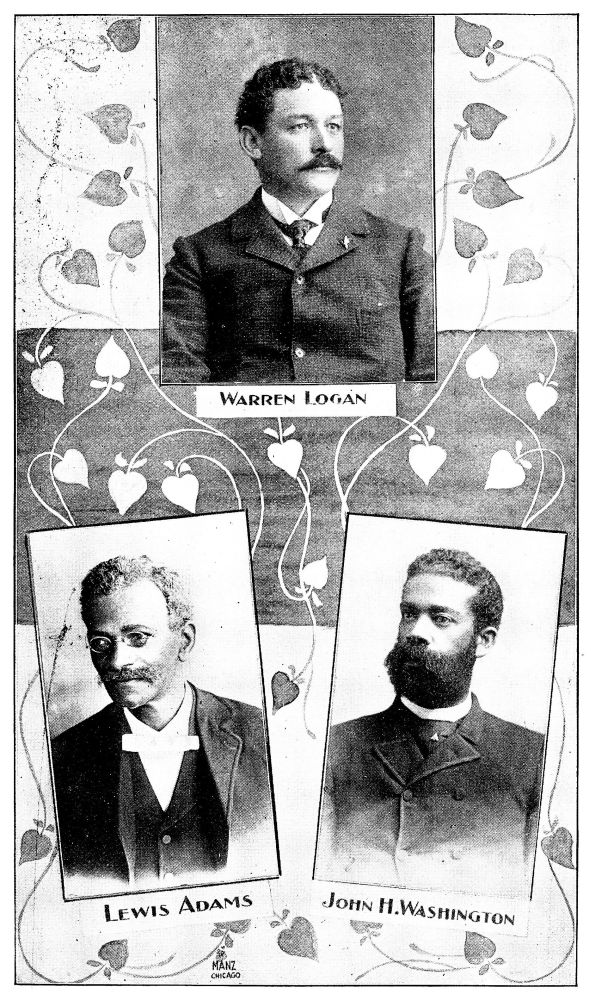 WARREN LOGAN
LEWIS ADAMS
JOHN H. WASHINGTON
MANZ
CHICAGO